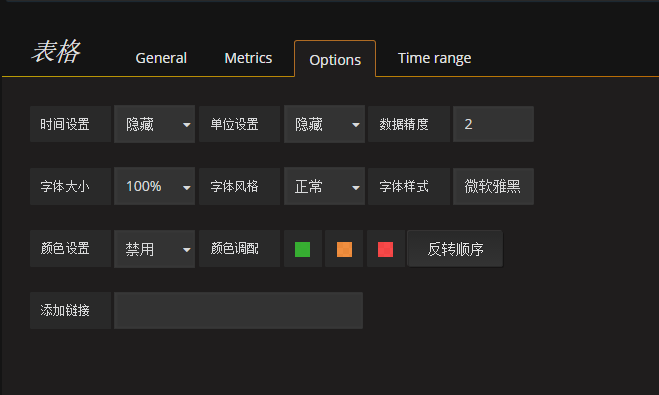 表格 General Metrics Options Time range
时间设置 隐藏 单位设置 隐藏 数据精度 2
字体大小 100% 字体风格 正常 字体样式 微软雅黑
颜色设置 禁用 颜色调配 反转顺序
添加链接